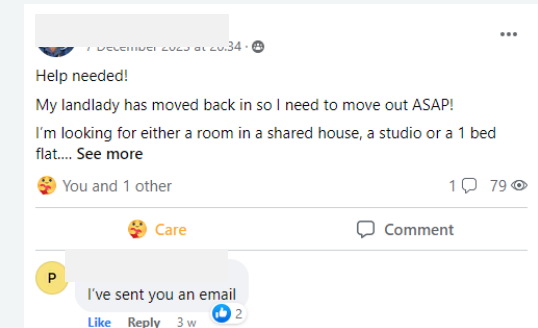 7 December 2023 at 20:34 ·
Help needed!
My landlady has moved back in so I need to move out ASAP!
I'm looking for either a room in a shared house, a studio or a 1 bed
flat.... See more
You and 1 other
1 79
Care Comment
P
I've sent you an email
Like Reply 3 w 2